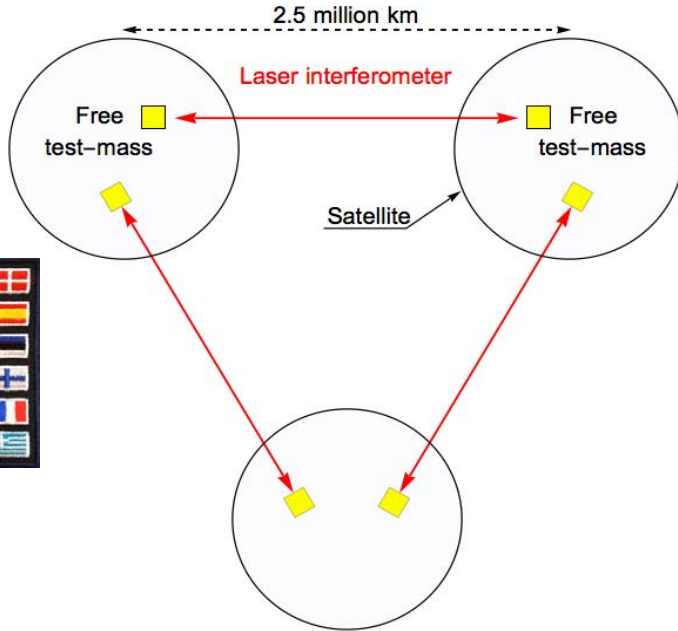 2.5 million km
Laser interferometer
Free
test−mass
Free
test−mass
Satellite